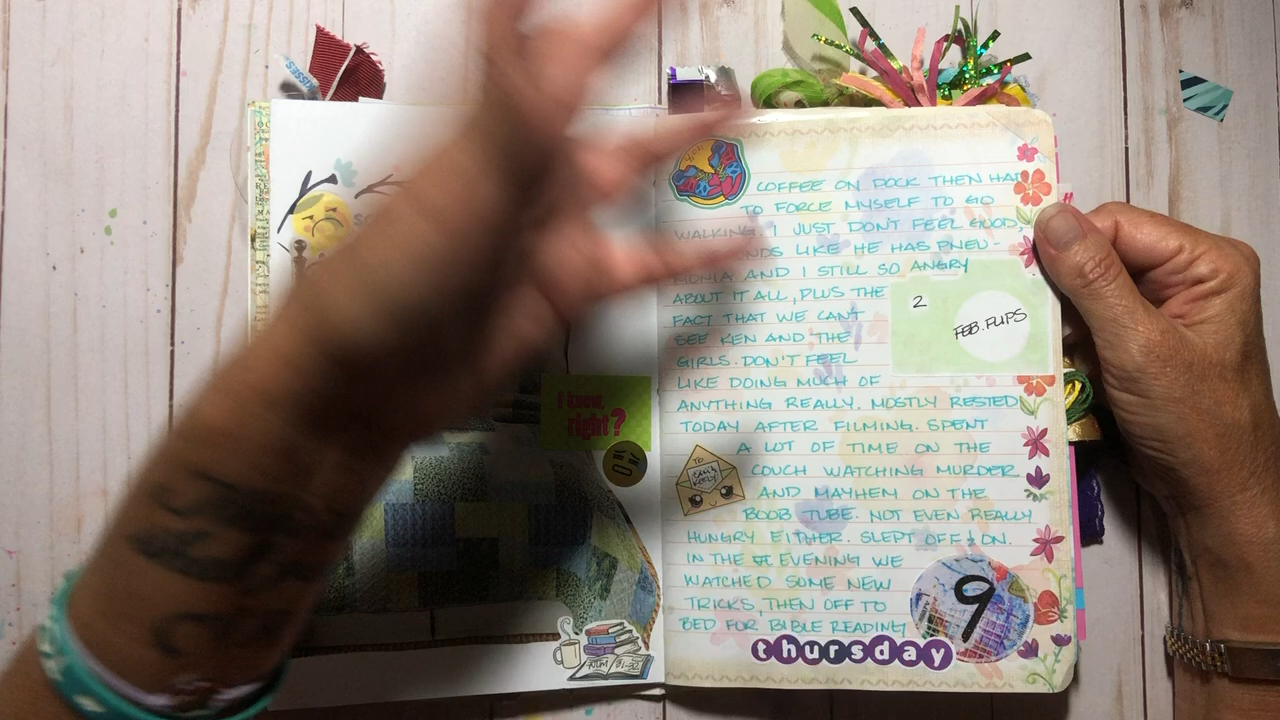 I know
right?
COFFEE ON DOCK THEN HAD
TO FORCE MYSELF TO GO
WALKING. I JUST DON'T FEEL GOOD,
LIKE HE HAS PNEU-
MONIA AND I STILL SO ANGRY
ABOUT IT ALL, PLUS THE
FACT THAT WE CAN'T
SEE KEN AND THE
GIRLS. DON'T FEEL
LIKE DOING MUCH OF
ANYTHING REALLY. MOSTLY RESTED
TODAY AFTER FILMING. SPENT
A LOT OF TIME ON THE
COUCH WATCHING MURDER
AND MAYHEM ON THE
BOOB TUBE. NOT EVEN REALLY
HUNGRY EITHER. SLEPT OFF & ON.
IN THE EVENING WE
WATCHED SOME NEW
TRICKS, THEN OFF TO
BED FOR BIBLE READING
2
FEB. FLIPS
TO
9
thursday